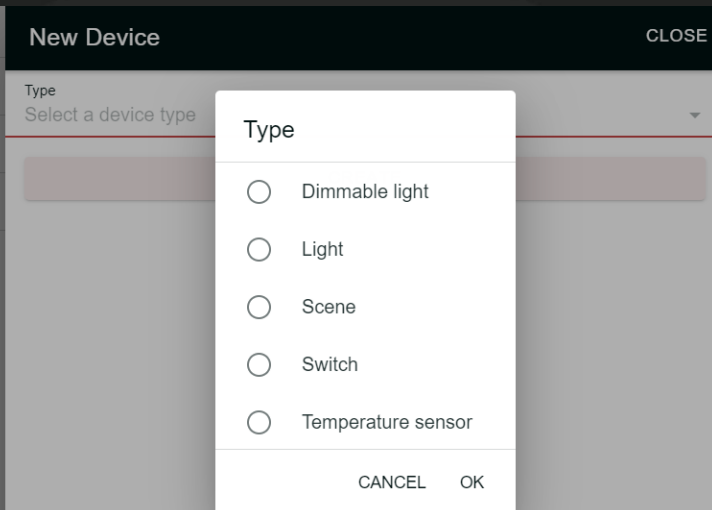 New Device
CLOSE
Type
Select a device type
Type
Dimmable light
Light
Scene
Switch
Temperature sensor
CANCEL
OK